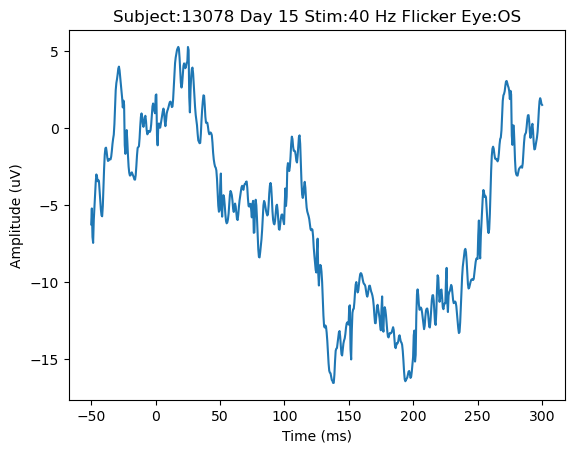 Subject:13078 Day 15 Stim:40 Hz Flicker Eye:OS
5
0
−5
−10
−15
Amplitude (uV)
−50 0 50 100 150 200 250 300
Time (ms)